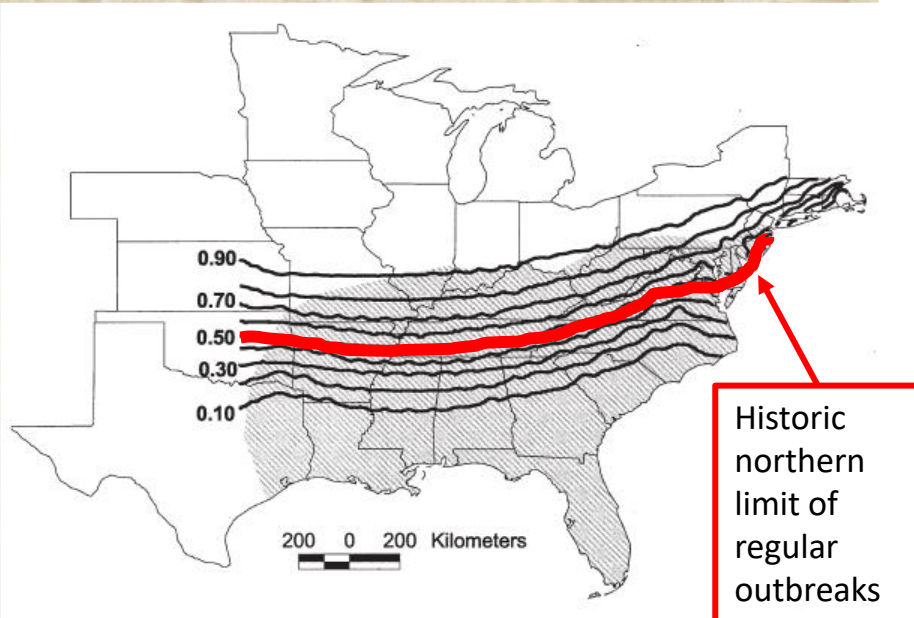 0.90
0.70
0.50
0.30
0.10
200 0 200 Kilometers
Historic
northern
limit of
regular
outbreaks